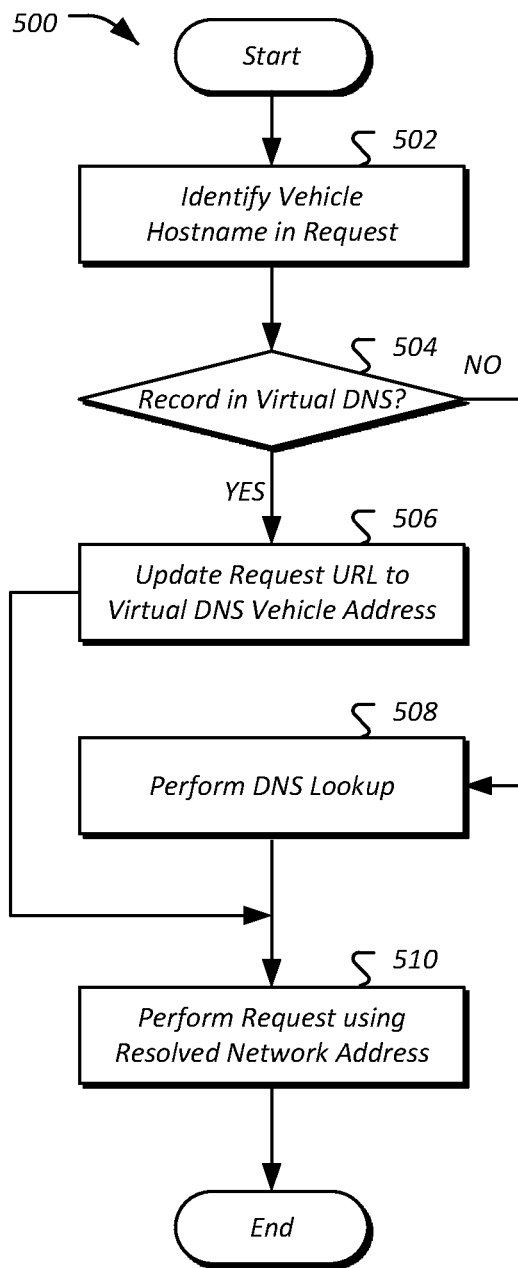 500
Start
502
Identify Vehicle
Hostname in Request
504
NO
Record in Virtual DNS?
YES
506
Update Request URL to
Virtual DNS Vehicle Address
508
Perform DNS Lookup
510
Perform Request using
Resolved Network Address
End